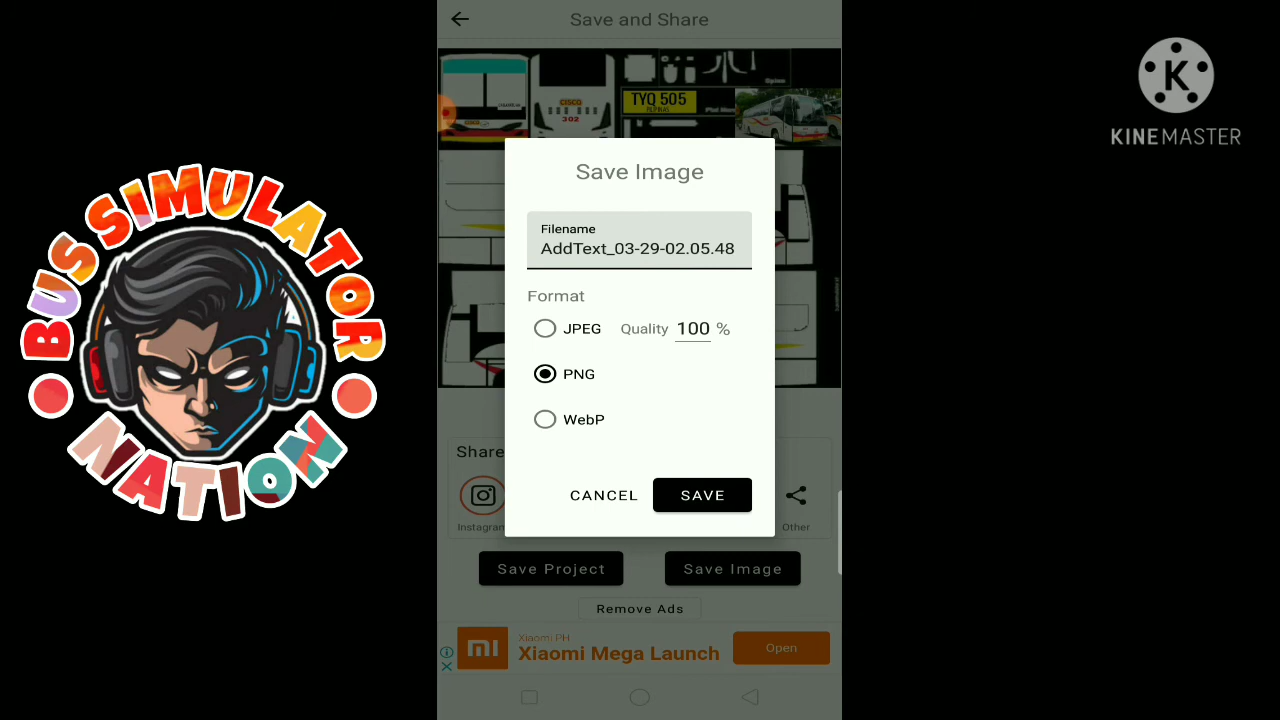 Save and Share
KINEMASTER
BUS SIMULATOR
NATION
CISCO
302
TYQ 505
PILIPINAS
Save Image
Filename
AddText_03-29-02.05.48
Format
JPEG Quality 100 %
PNG
WebP
CANCEL SAVE
Share
Instagram
Other
Save Project Save Image
Remove Ads
Xiaomi PH
Xiaomi Mega Launch
Open